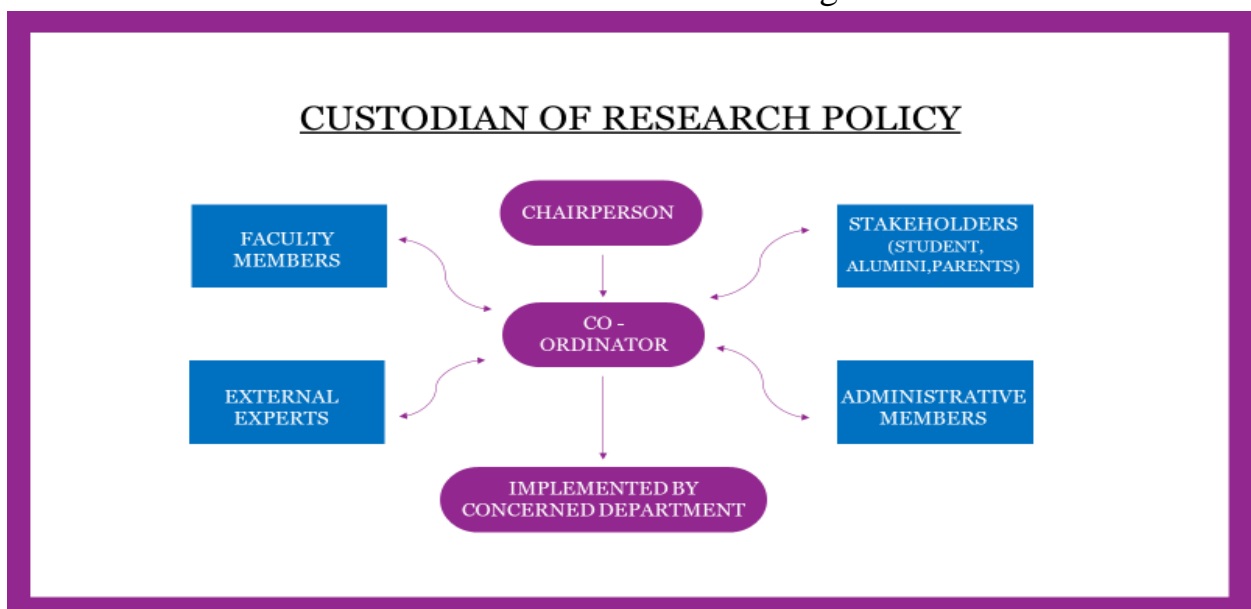 CUSTODIAN OF RESEARCH POLICY
CHAIRPERSON
FACULTY
MEMBERS
STAKEHOLDERS
(STUDENT,
ALUMINI,PARENTS)
CO -
ORDINATOR
EXTERNAL
EXPERTS
ADMINISTRATIVE
MEMBERS
IMPLEMENTED BY
CONCERNED DEPARTMENT